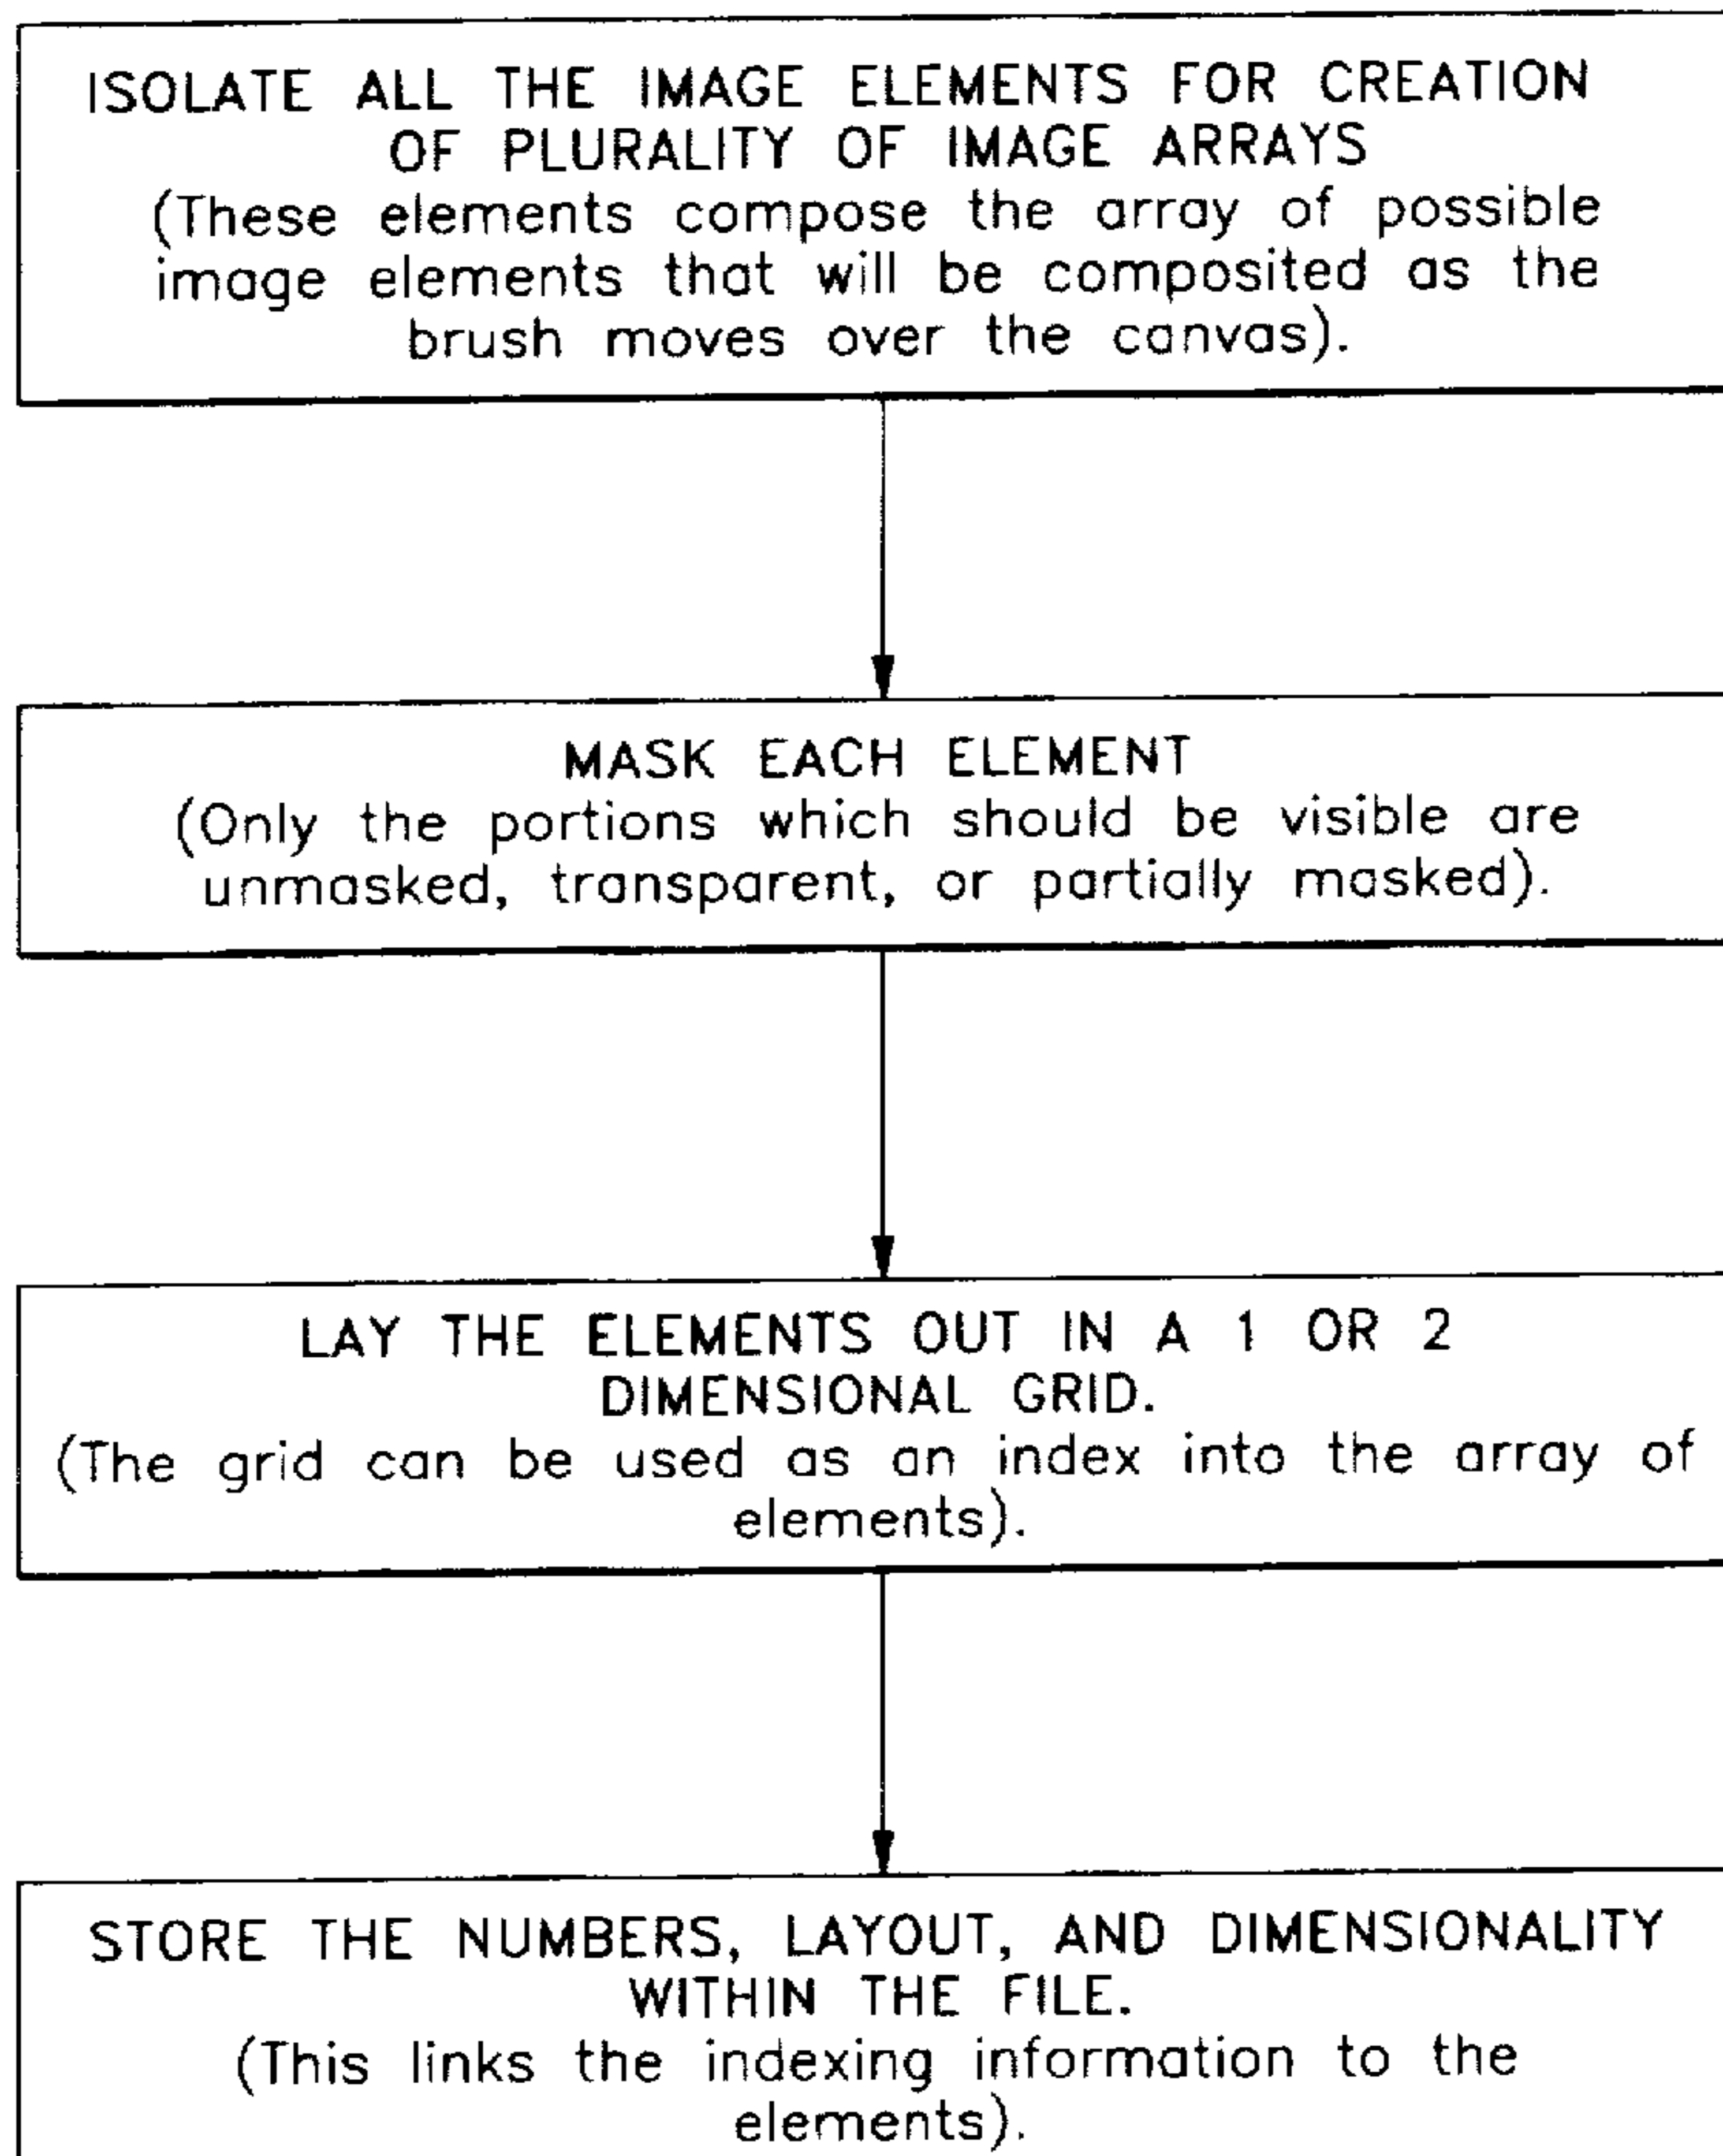 ISOLATE ALL THE IMAGE ELEMENTS FOR CREATION
OF PLURALITY OF IMAGE ARRAYS
(These elements compose the array of possible
image elements that will be composited as the
brush moves over the canvas).
MASK EACH ELEMENT
(Only the portions which should be visible are
unmasked, transparent, or partially masked).
LAY THE ELEMENTS OUT IN A 1 OR 2
DIMENSIONAL GRID.
(The grid can be used as an index into the array of
elements).
STORE THE NUMBERS, LAYOUT, AND DIMENSIONALITY
WITHIN THE FILE.
(This links the indexing information to the
elements).